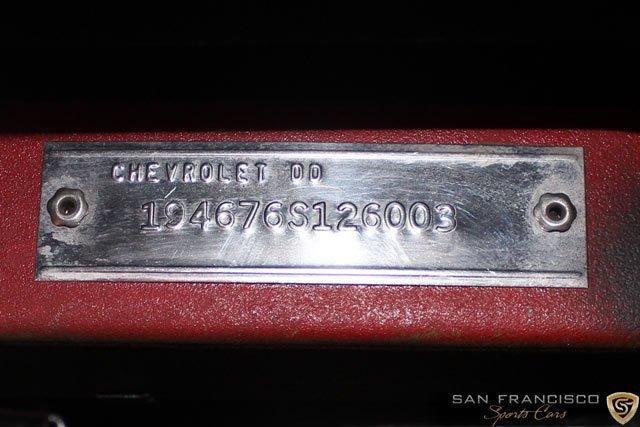 CHEVROLET DD
194676S126003
SAN FRANCISCO
Sports Cars